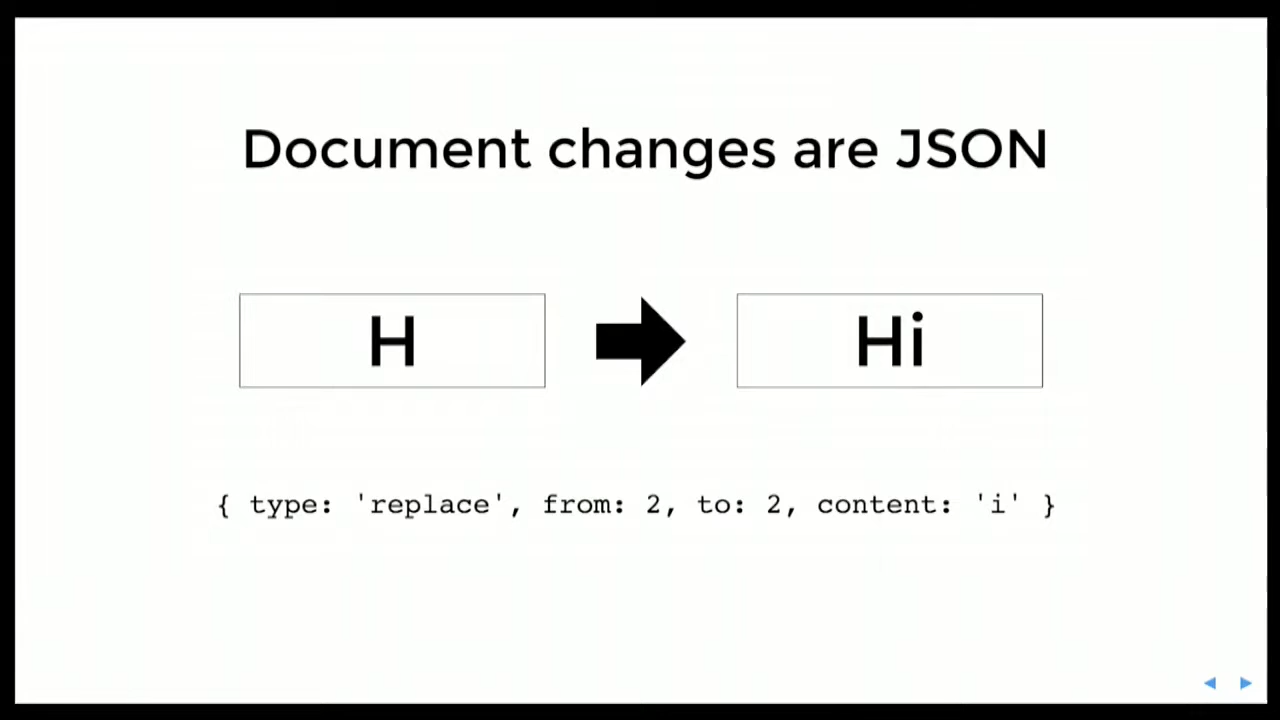 Document changes are JSON
H Hi
{ type: 'replace', from: 2, to: 2, content: 'i' }